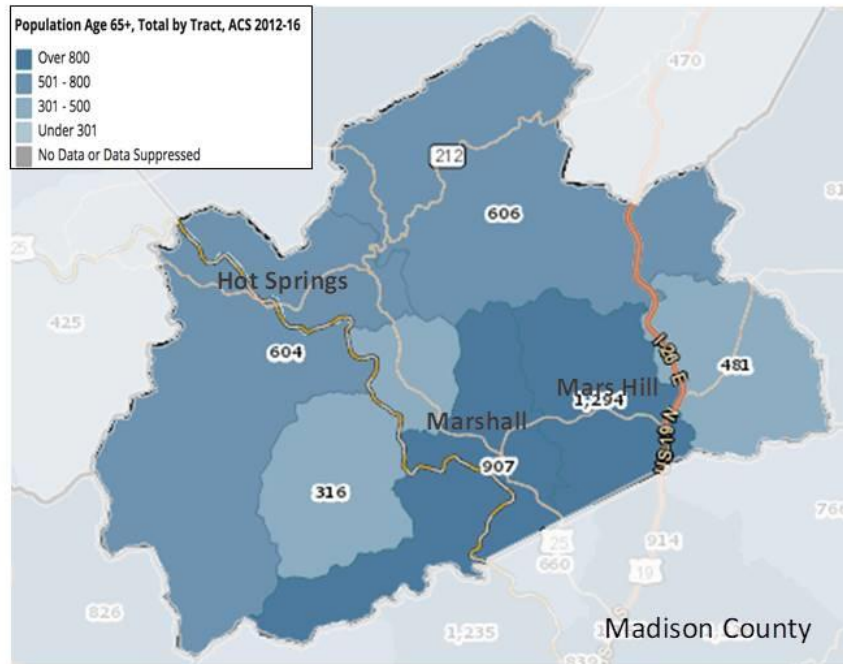 Population Age 65+, Total by Tract, ACS 2012-16
Over 800
501 - 800
301 - 500
Under 301
No Data or Data Suppressed
470
212
606
25
Hot Springs
425
604
I-26 E
481
Mars Hill
1,294
Marshall
907
316
25
914
660
19
826
1,235
Madison County